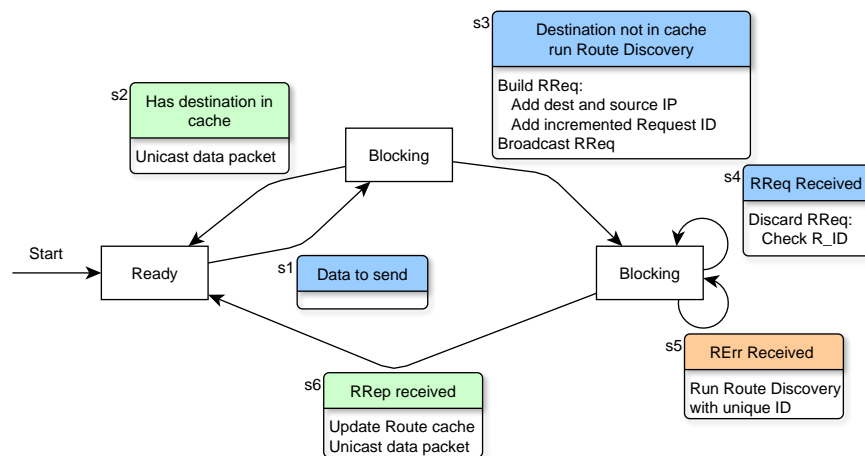 s3
Destination not in cache
run Route Discovery
Build RReq:
Add dest and source IP
Add incremented Request ID
Broadcast RReq
s2
Has destination in
cache
Unicast data packet
Blocking
s4
RReq Received
Discard RReq:
Check R_ID
Start
Ready
s1
Data to send
Blocking
s5
RErr Received
Run Route Discovery
with unique ID
s6
RRep received
Update Route cache
Unicast data packet